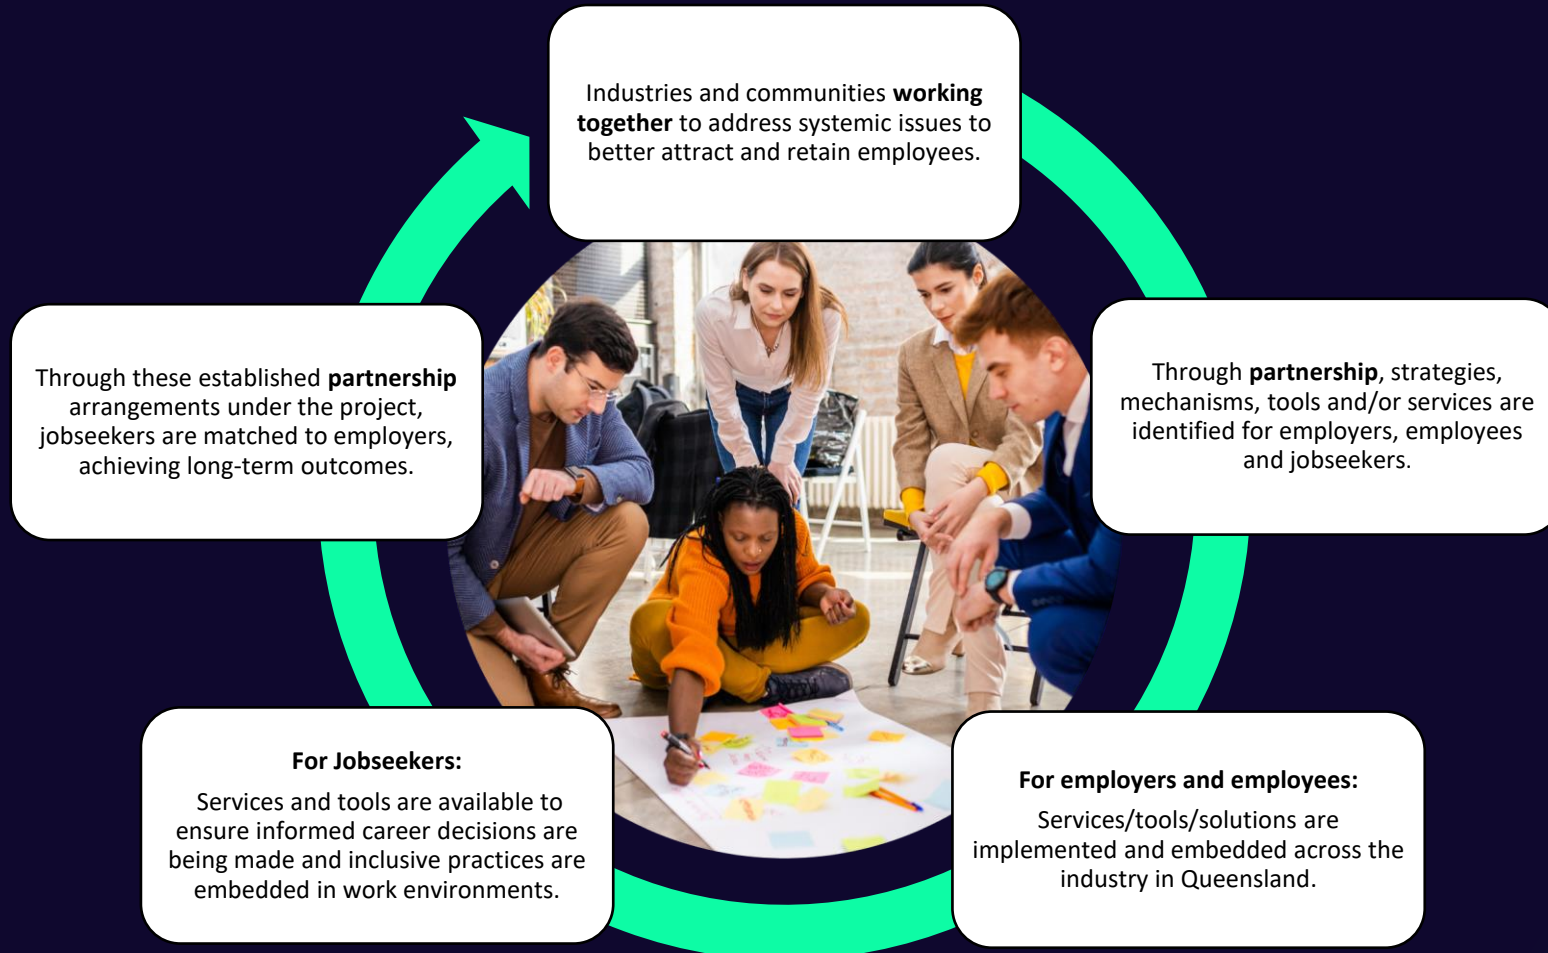 Industries and communities working
together to address systemic issues to
better attract and retain employees.
Through partnership, strategies,
mechanisms, tools and/or services are
identified for employers, employees
and jobseekers.
For employers and employees:
Services/tools/solutions are
implemented and embedded across the
industry in Queensland.
For Jobseekers:
Services and tools are available to
ensure informed career decisions are
being made and inclusive practices are
embedded in work environments.
Through these established partnership
arrangements under the project,
jobseekers are matched to employers,
achieving long-term outcomes.